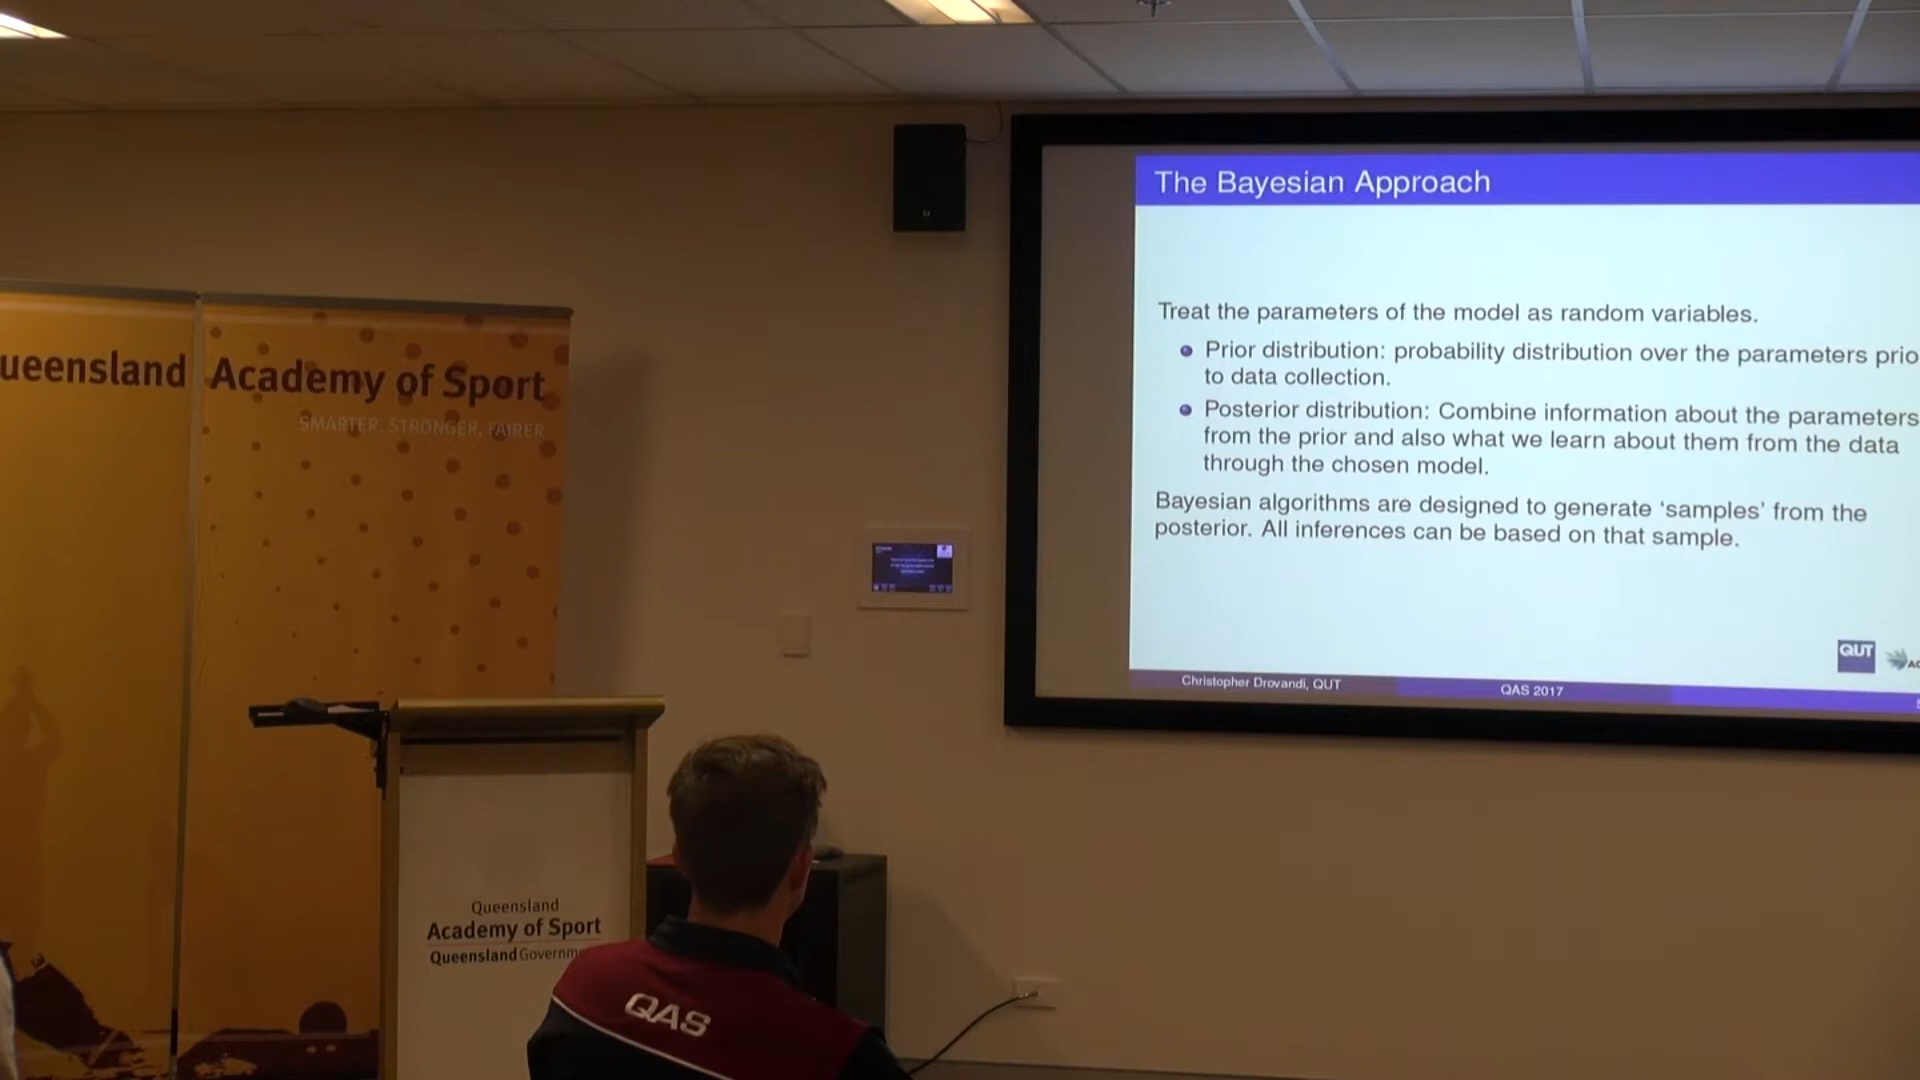 The Bayesian Approach
Treat the parameters of the model as random variables.
Prior distribution: probability distribution over the parameters prio
to data collection.
Posterior distribution: Combine information about the parameters
from the prior and also what we learn about them from the data
through the chosen model.
Bayesian algorithms are designed to generate ‘samples’ from the
posterior. All inferences can be based on that sample.
QUT
AC
Christopher Drovandi, QUT
QAS 2017
ueensland Academy of Sport
SMARTER. STRONGER. FAIRER
Queensland
Academy of Sport
Queensland Governm
QAS